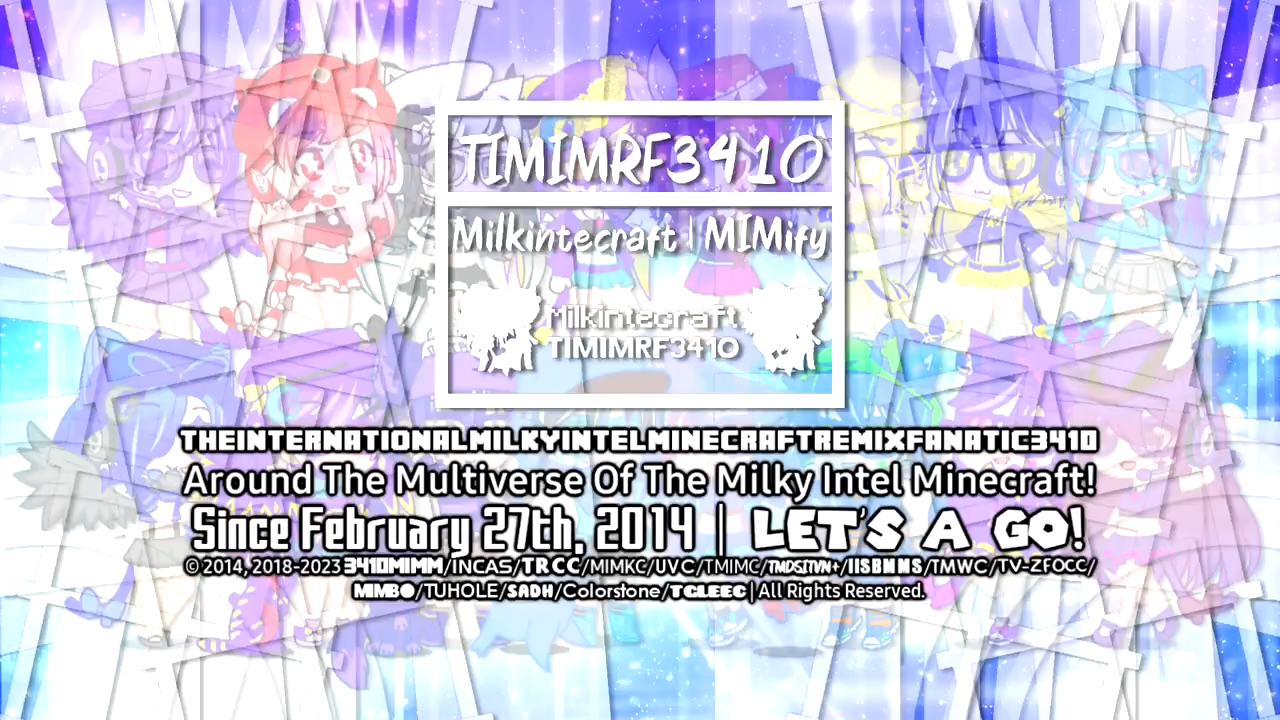 TIMIMRF3410
Milkintecraft | MIMify
Milkintecraft
TIMIMRF3410
THEINTERNATIONALMILKYINTELMINECRAFTREMIXFANATIC3410
Around The Multiverse Of The Milky Intel Minecraft!
Since February 27th, 2014 | LET'S A GO!
© 2014, 2018-2023 3410MIMM/INCAS/TRCC/MIMKC/UVC/TMIMC/TMDSITVN+/IISBNNS/TMWC/TV-ZFOCC/
MIMBO/TUHOLE/SADH/Colorstone/TCLEEC | All Rights Reserved.